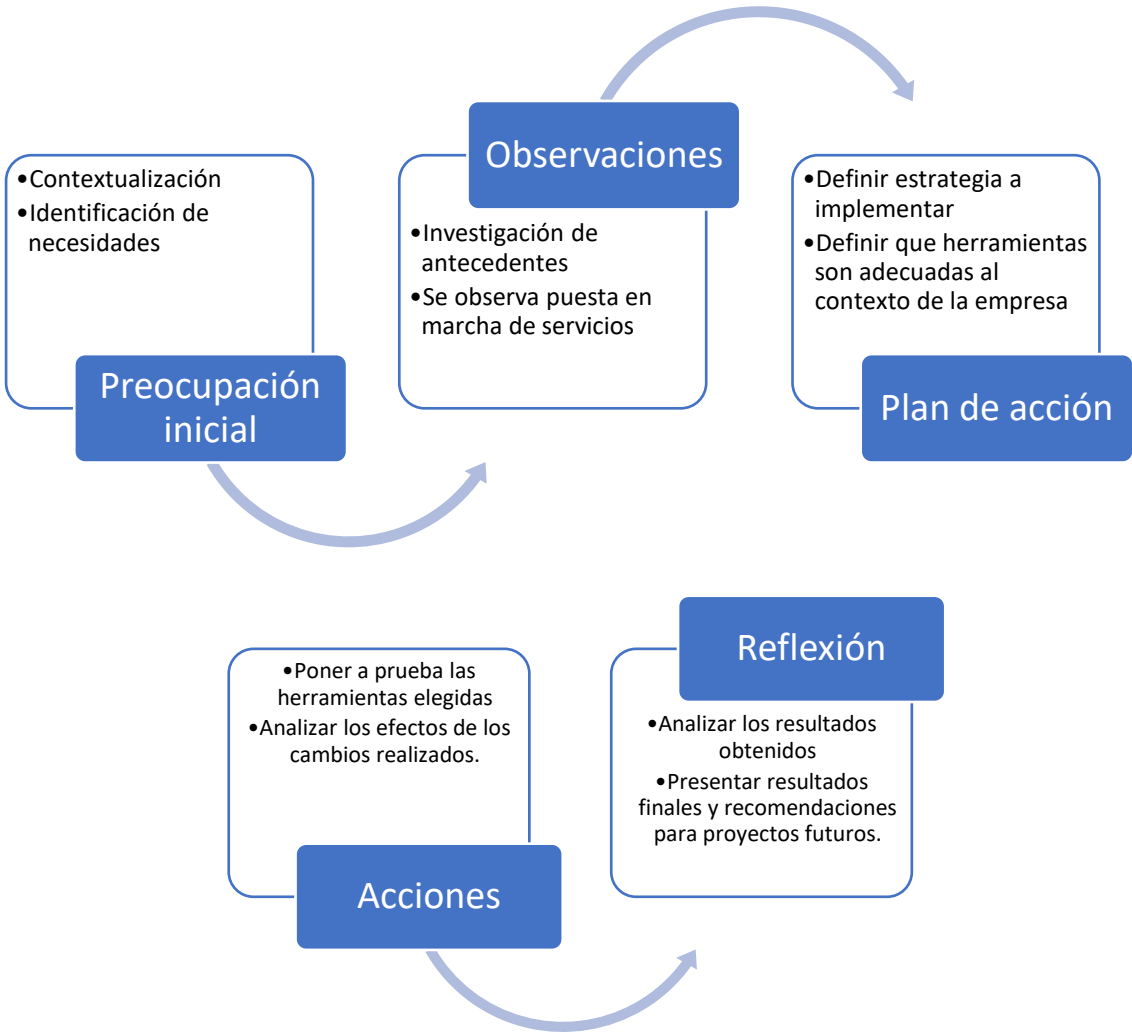 •Contextualización
•Identificación de
necesidades
Preocupación
inicial
Observaciones
•Investigación de
antecedentes
•Se observa puesta en
marcha de servicios
•Definir estrategia a
implementar
•Definir que herramientas
son adecuadas al
contexto de la empresa
Plan de acción
•Poner a prueba las
herramientas elegidas
•Analizar los efectos de los
cambios realizados.
Acciones
Reflexión
•Analizar los resultados
obtenidos
•Presentar resultados
finales y recomendaciones
para proyectos futuros.